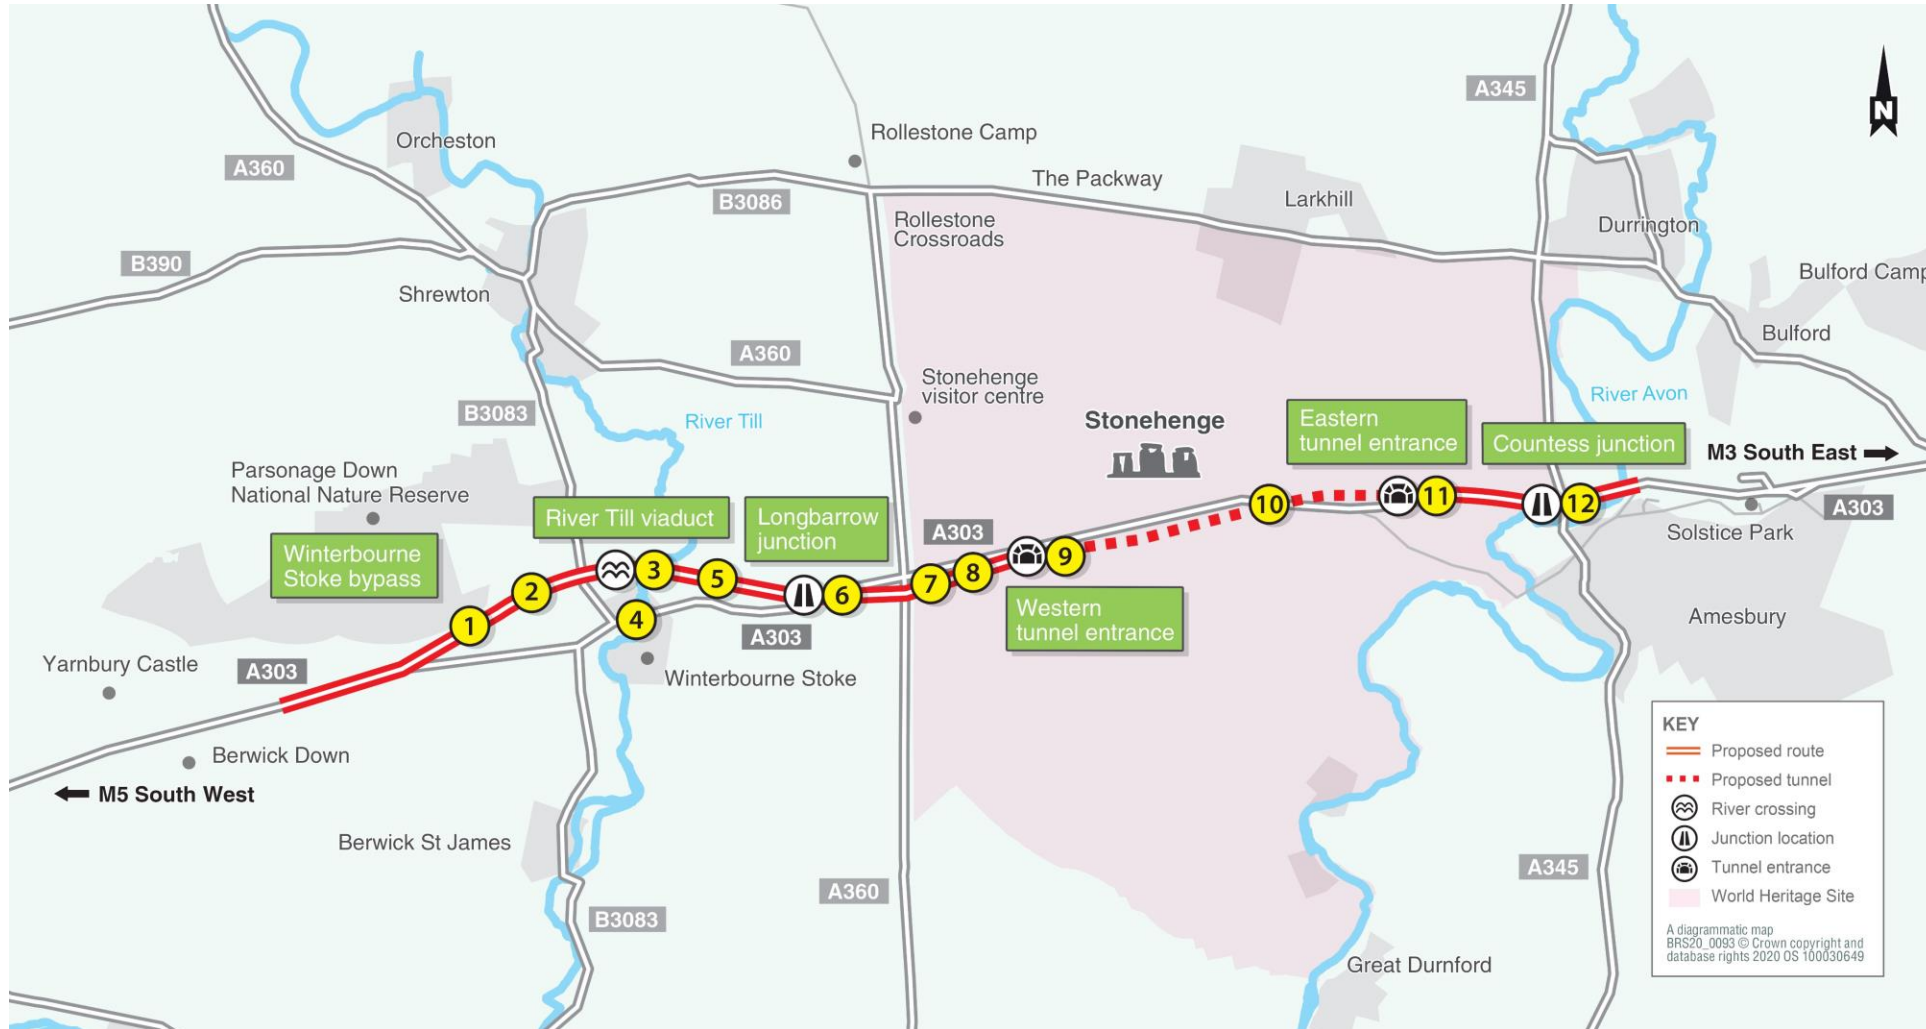 A345
N
Rollestone Camp
Orcheston
A360
The Packway
B3086
Larkhill
Rollestone
Crossroads
Durrington
B390
Bulford Camp
Shrewton
Bulford
A360
Stonehenge
visitor centre
River Avon
B3083
River Till
Stonehenge
Eastern
tunnel entrance
Countess junction
M3 South East
Parsonage Down
National Nature Reserve
River Till viaduct
Longbarrow
junction
A303
10
11
12
A303
Solstice Park
Winterbourne
Stoke bypass
1
2
3
5
6
7
8
9
4
A303
Western
tunnel entrance
Amesbury
Yarnbury Castle
A303
Winterbourne Stoke
Berwick Down
M5 South West
Berwick St James
A360
A345
B3083
Great Durnford
KEY
Proposed route
Proposed tunnel
River crossing
Junction location
Tunnel entrance
World Heritage Site
A diagrammatic map
BRS20_0093 © Crown copyright and
database rights 2020 OS 100030649